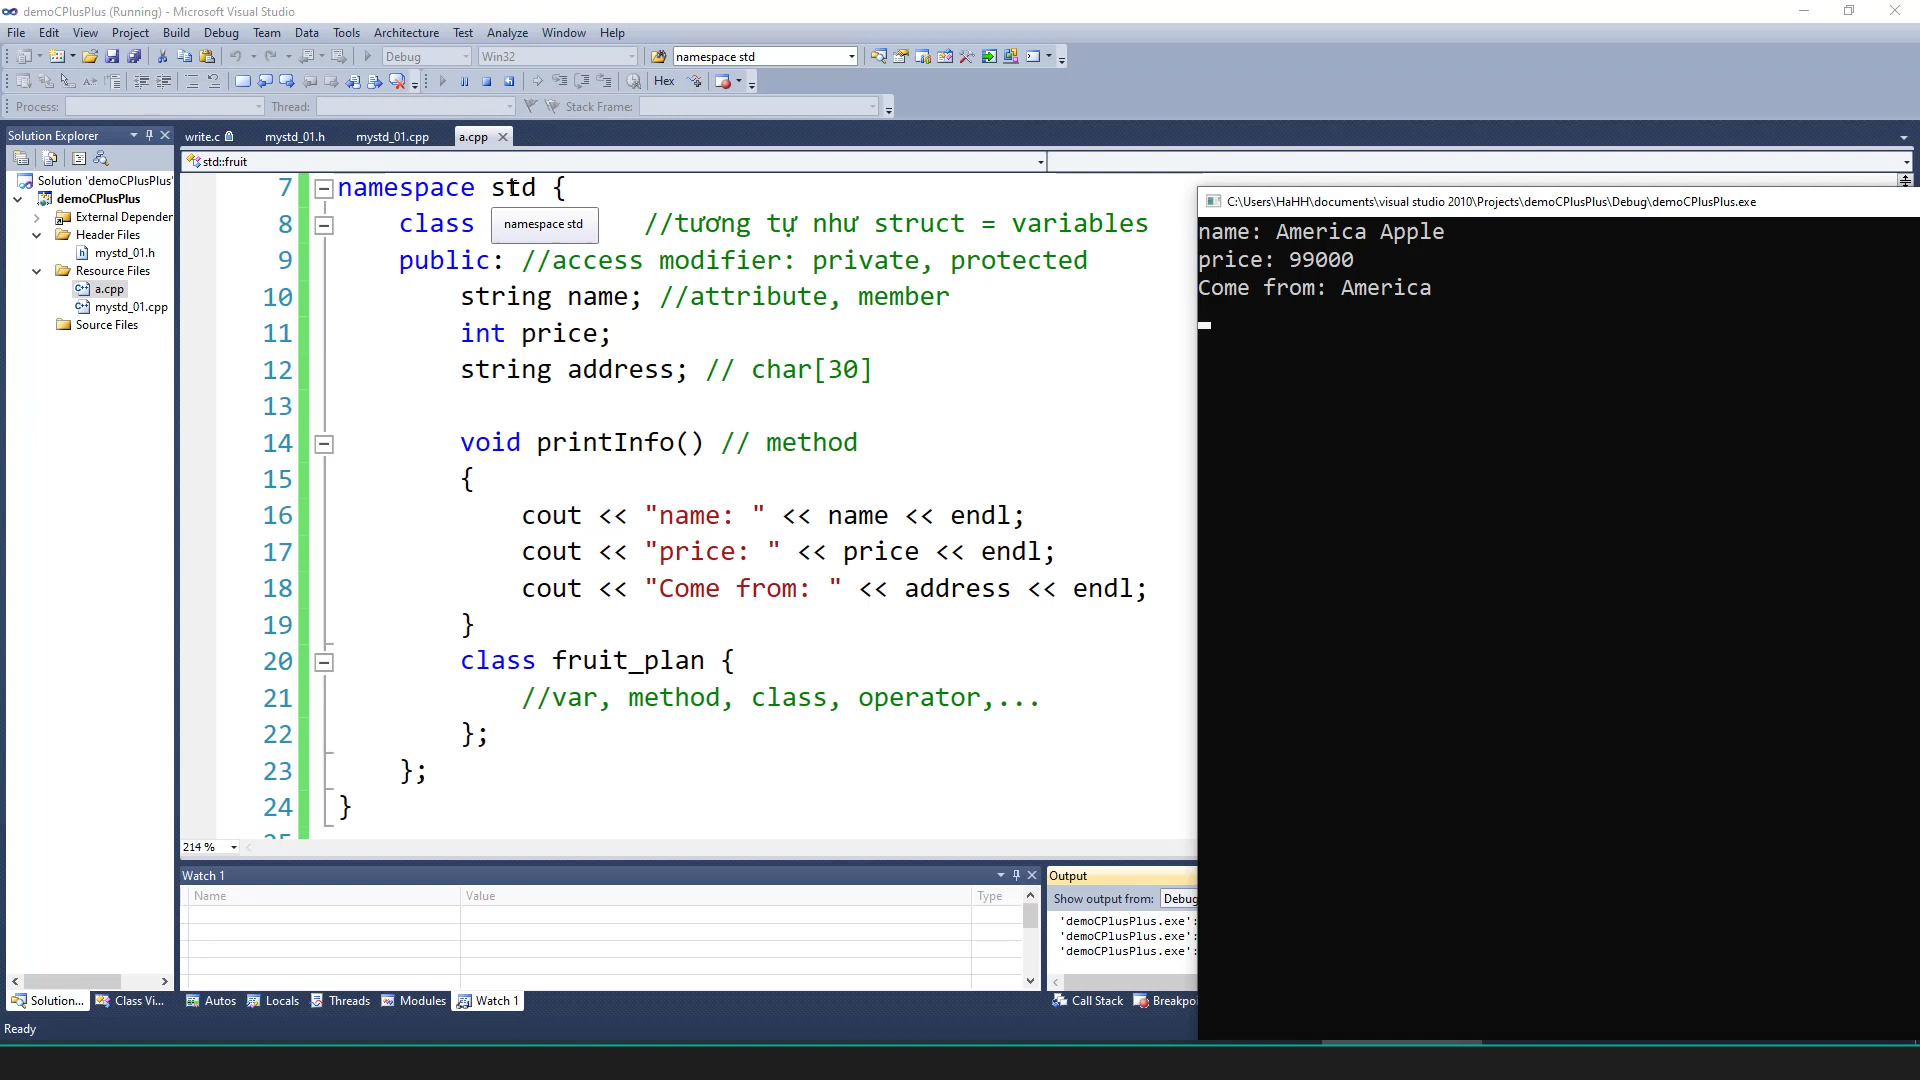 demoCPlusPlus (Running) - Microsoft Visual Studio
File Edit View Project Build Debug Team Data Tools Architecture Test Analyze Window Help
Debug Win32 namespace std
Hex
Process: Thread: Stack Frame:
Solution Explorer
write.c mystd_01.h mystd_01.cpp a.cpp
std::fruit
Solution 'demoCPlusPlus'
demoCPlusPlus
External Depender
Header Files
mystd_01.h
Resource Files
a.cpp
mystd_01.cpp
Source Files
7 namespace std {
8 class //tương tự như struct = variables
namespace std
9 public: //access modifier: private, protected
10 string name; //attribute, member
11 int price;
12 string address; // char[30]
13
14 void printInfo() // method
15 {
16 cout << "name: " << name << endl;
17 cout << "price: " << price << endl;
18 cout << "Come from: " << address << endl;
19 }
20 class fruit_plan {
21 //var, method, class, operator,...
22 };
23 };
24 }
214 %
C:\Users\HaHH\documents\visual studio 2010\Projects\demoCPlusPlus\Debug\demoCPlusPlus.exe
name: America Apple
price: 99000
Come from: America
Watch 1
Name Value Type
Output
Show output from: Debug
'demoCPlusPlus.exe':
'demoCPlusPlus.exe':
'demoCPlusPlus.exe':
Solution... Class Vi... Autos Locals Threads Modules Watch 1 Call Stack Breakpoi
Ready